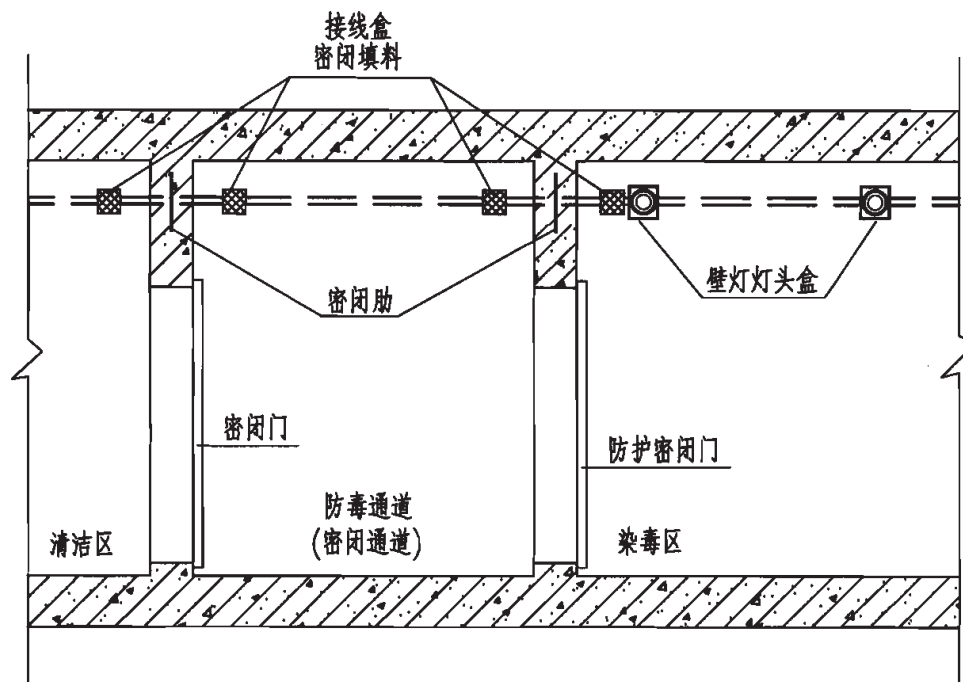 接线盒
密闭填料
密闭肋
壁灯灯头盒
密闭门
防护密闭门
防毒通道
(密闭通道)
清洁区
染毒区